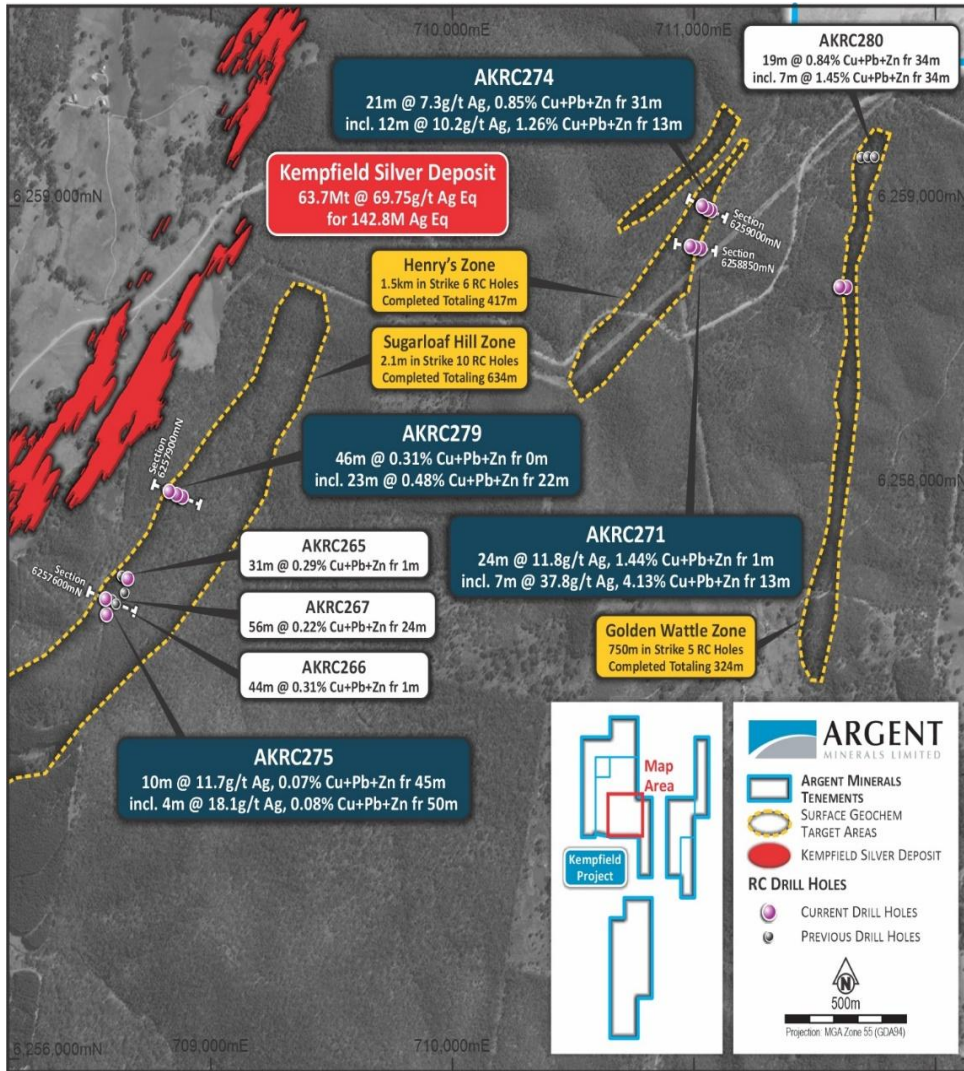 710,000mE
711,000mE
AKRC280
19m @ 0.84% Cu+Pb+Zn fr 34m
incl. 7m @ 1.45% Cu+Pb+Zn fr 34m
AKRC274
21m @ 7.3g/t Ag, 0.85% Cu+Pb+Zn fr 31m
incl. 12m @ 10.2g/t Ag, 1.26% Cu+Pb+Zn fr 13m
6,259,000mN
6,259,000mN
Kempfield Silver Deposit
63.7Mt @ 69.75g/t Ag Eq
for 142.8M Ag Eq
Section
6259000mN
Section
6258850mN
Henry's Zone
1.5km in Strike 6 RC Holes
Completed Totaling 417m
Sugarloaf Hill Zone
2.1m in Strike 10 RC Holes
Completed Totaling 634m
Section
6257900mN
AKRC279
46m @ 0.31% Cu+Pb+Zn fr 0m
incl. 23m @ 0.48% Cu+Pb+Zn fr 22m
6,258,000mN
AKRC271
24m @ 11.8g/t Ag, 1.44% Cu+Pb+Zn fr 1m
incl. 7m @ 37.8g/t Ag, 4.13% Cu+Pb+Zn fr 13m
AKRC265
31m @ 0.29% Cu+Pb+Zn fr 1m
Section
6257600mN
AKRC267
56m @ 0.22% Cu+Pb+Zn fr 24m
AKRC266
44m @ 0.31% Cu+Pb+Zn fr 1m
Golden Wattle Zone
750m in Strike 5 RC Holes
Completed Totaling 324m
AKRC275
10m @ 11.7g/t Ag, 0.07% Cu+Pb+Zn fr 45m
incl. 4m @ 18.1g/t Ag, 0.08% Cu+Pb+Zn fr 50m
Map
Area
Kempfield
Project
ARGENT
MINERALS LIMITED
ARGENT MINERALS
TENEMENTS
SURFACE GEOCHEM
TARGET AREAS
KEMPFIELD SILVER DEPOSIT
RC DRILL HOLES
CURRENT DRILL HOLES
PREVIOUS DRILL HOLES
N
500m
Projection: MGA Zone 55 (GDA94)
6,256,000mN
709,000mE
710,000mE